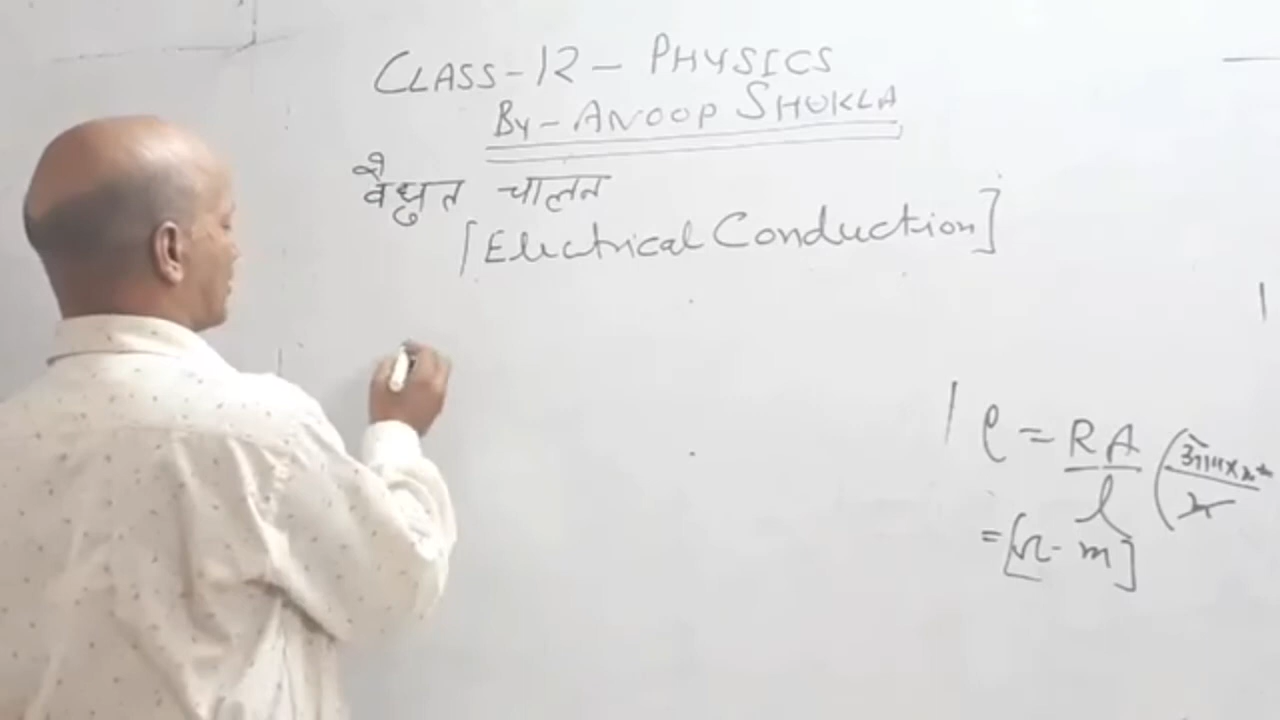 CLASS-12- PHYSICS
By-ANOOP SHUKLA
वैधुत चालन
[Electrical Conduction]
ρ = RA/l
= [Ω-m]